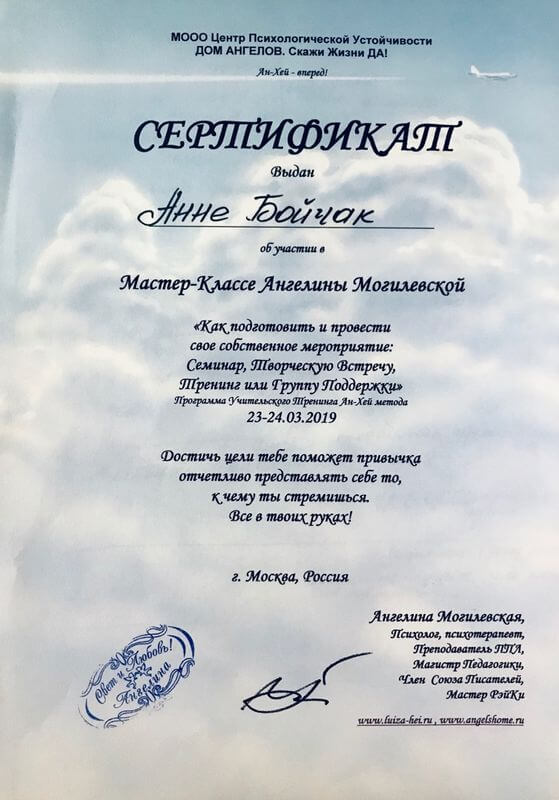 МООО Центр Психологической Устойчивости
ДОМ АНГЕЛОВ. Скажи Жизни ДА!
Ан-Хей - вперед!
СЕРТИФИКАТ
Выдан
Анне Бойчак
об участии в
Мастер-Классе Ангелины Могилевской
«Как подготовить и провести
свое собственное мероприятие:
Семинар, Творческую Встречу,
Тренинг или Группу Поддержки»
Программа Учительского Тренинга Ан-Хей метода
23-24.03.2019
Достичь цели тебе поможет привычка
отчетливо представлять себе то,
к чему ты стремишься.
Все в твоих руках!
г. Москва, Россия
Ангелина Могилевская,
Психолог, психотерапевт,
Преподаватель ППА,
Магистр Педагогики,
Член Союза Писателей,
Мастер РэйКи
www.luiza-hei.ru , www.angelshome.ru
Свет и Любовь!
Ангелина